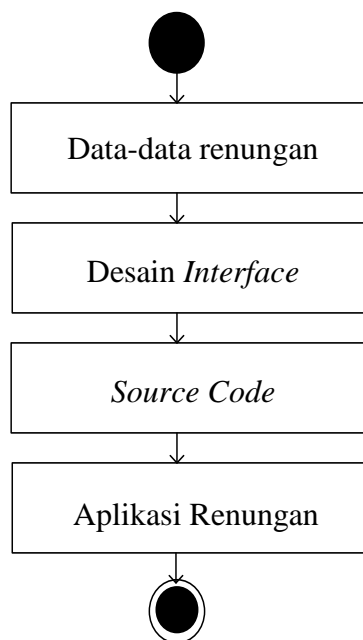 Data-data renungan
Desain Interface
Source Code
Aplikasi Renungan